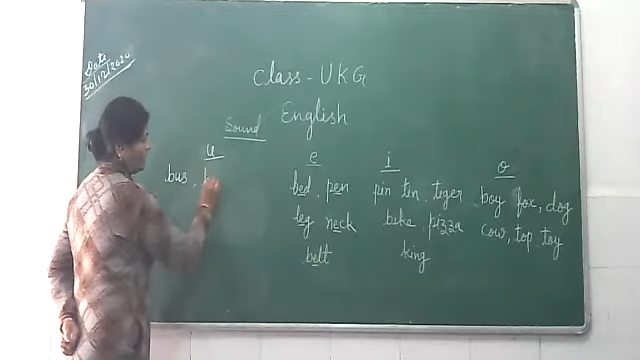 Date
30/12/2020
Class - UKG
English
Sound
u
bus,
e
bed, pen
leg neck
belt
i
pin tin, tiger
bike, pizza
king
o
boy fox, dog
cow, top, toy